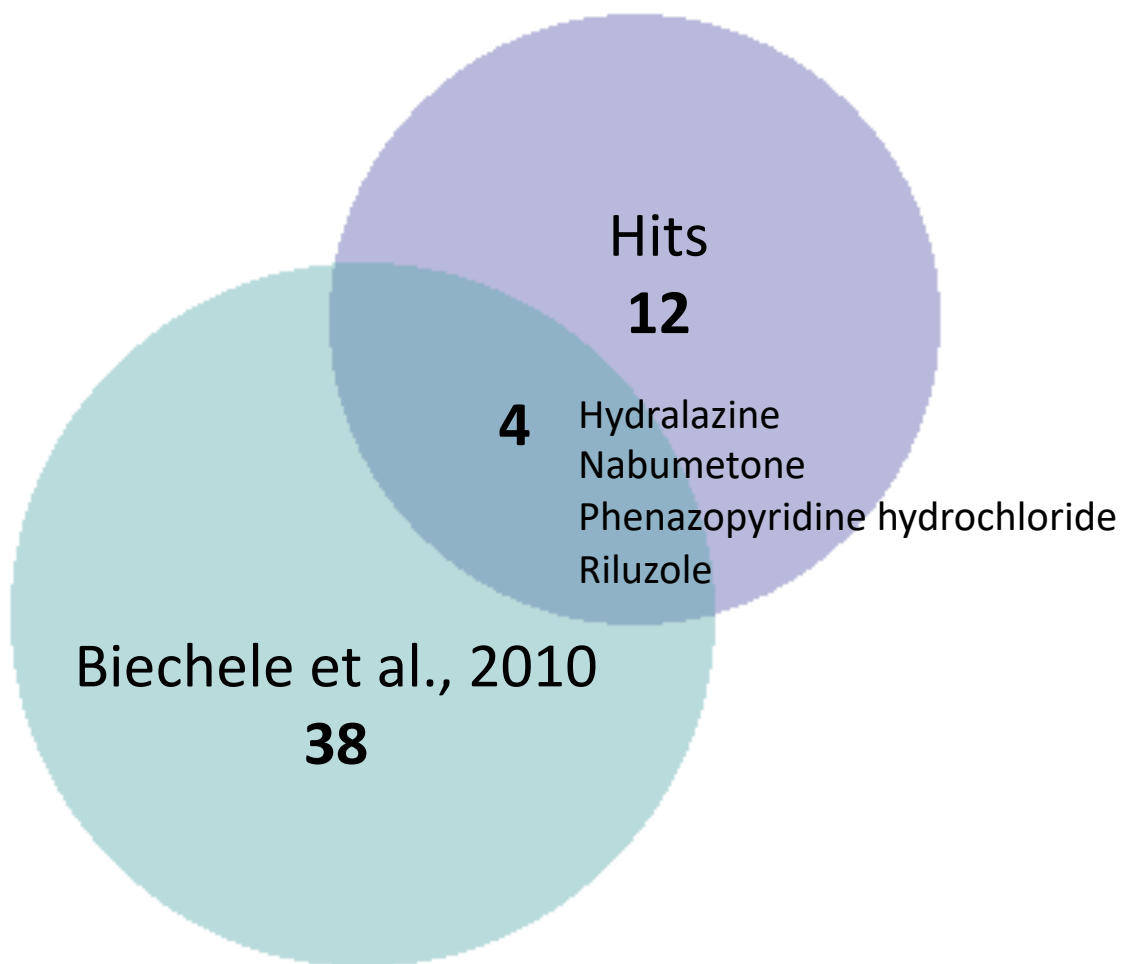 Hits
12
4
Hydralazine
Nabumetone
Phenazopyridine hydrochloride
Riluzole
Biechele et al., 2010
38